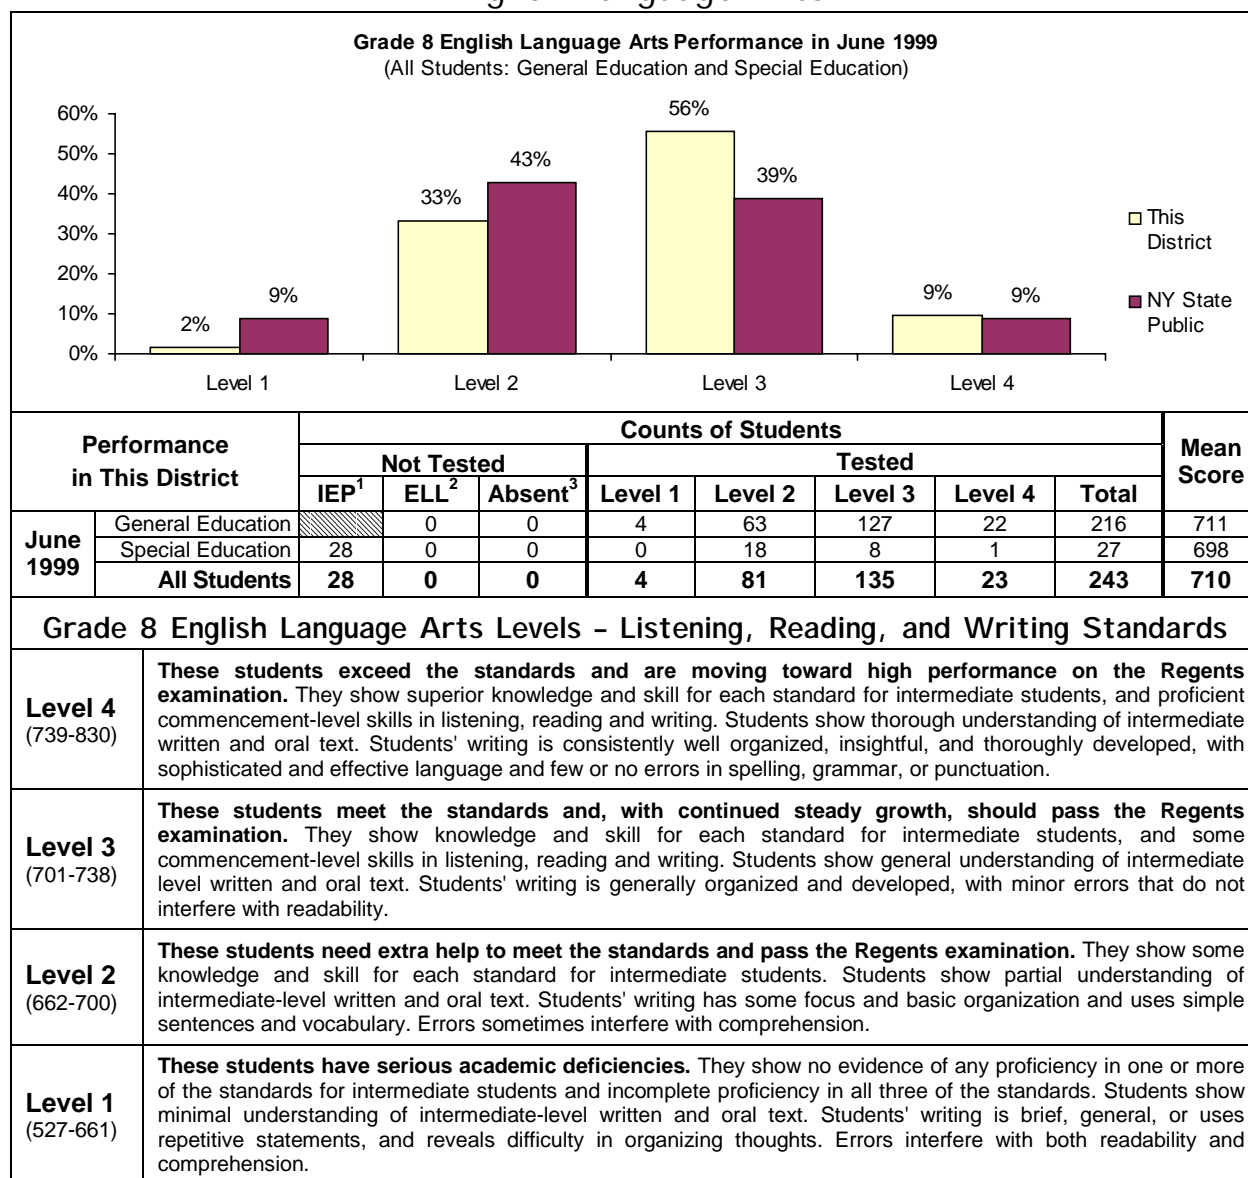 Grade 8 English Language Arts Performance in June 1999
(All Students: General Education and Special Education)
60%
50%
40%
30%
20%
10%
0%
2%
9%
33%
43%
56%
39%
9%
9%
Level 1
Level 2
Level 3
Level 4
This
District
NY State
Public
Performance
in This District
Counts of Students
Mean
Score
Not Tested
Tested
IEP1 ELL2 Absent3 Level 1 Level 2 Level 3 Level 4 Total
June
1999
General Education 0 0 4 63 127 22 216 711
Special Education 28 0 0 0 18 8 1 27 698
All Students 28 0 0 4 81 135 23 243 710
Grade 8 English Language Arts Levels – Listening, Reading, and Writing Standards
Level 4
(739-830)
These students exceed the standards and are moving toward high performance on the Regents
examination. They show superior knowledge and skill for each standard for intermediate students, and proficient
commencement-level skills in listening, reading and writing. Students show thorough understanding of intermediate
written and oral text. Students' writing is consistently well organized, insightful, and thoroughly developed, with
sophisticated and effective language and few or no errors in spelling, grammar, or punctuation.
Level 3
(701-738)
These students meet the standards and, with continued steady growth, should pass the Regents
examination. They show knowledge and skill for each standard for intermediate students, and some
commencement-level skills in listening, reading and writing. Students show general understanding of intermediate
level written and oral text. Students' writing is generally organized and developed, with minor errors that do not
interfere with readability.
Level 2
(662-700)
These students need extra help to meet the standards and pass the Regents examination. They show some
knowledge and skill for each standard for intermediate students. Students show partial understanding of
intermediate-level written and oral text. Students' writing has some focus and basic organization and uses simple
sentences and vocabulary. Errors sometimes interfere with comprehension.
Level 1
(527-661)
These students have serious academic deficiencies. They show no evidence of any proficiency in one or more
of the standards for intermediate students and incomplete proficiency in all three of the standards. Students show
minimal understanding of intermediate-level written and oral text. Students' writing is brief, general, or uses
repetitive statements, and reveals difficulty in organizing thoughts. Errors interfere with both readability and
comprehension.